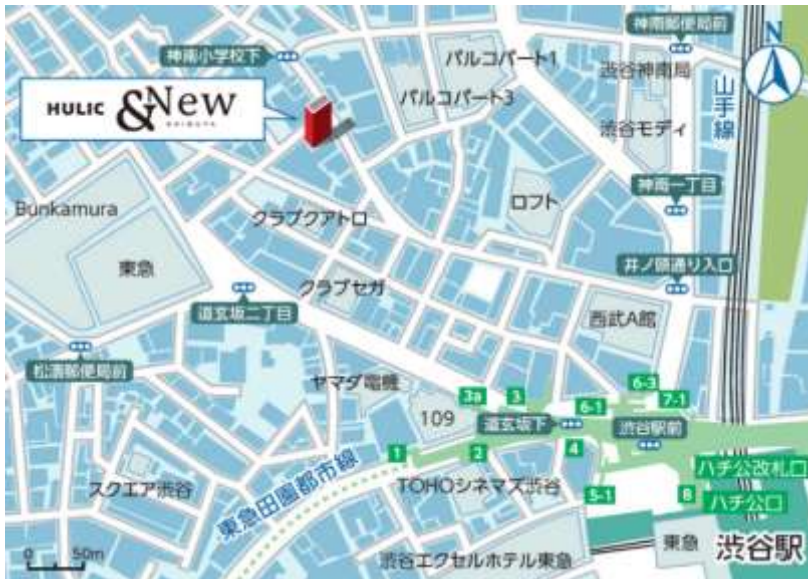 神南小学校下
パルコパート1
神南郵便局前
N
渋谷神南局
山手線
HULIC &New
SHIBUYA
パルコパート3
渋谷モディ
神南一丁目
Bunkamura
クラブクアトロ
ロフト
東急
井ノ頭通り入口
クラブセガ
道玄坂二丁目
西武A館
松濤郵便局前
ヤマダ電機
3a
3
6-3
6-1
7-1
109
道玄坂下
渋谷駅前
1
2
4
東急田園都市線
ハチ公改札口
スクエア渋谷
TOHOシネマズ渋谷
5-1
8
ハチ公口
0
50m
渋谷エクセルホテル東急
東急
渋谷駅